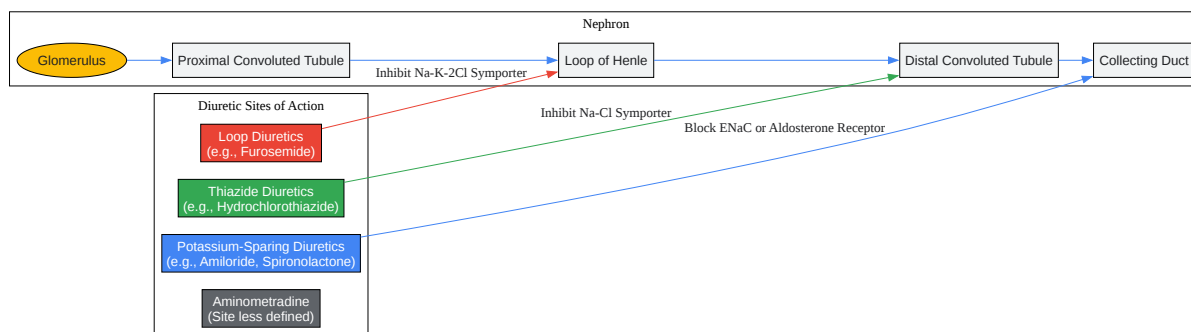 Nephron
Glomerulus
Proximal Convoluted Tubule
Loop of Henle
Distal Convoluted Tubule
Collecting Duct
Inhibit Na-K-2Cl Symporter
Diuretic Sites of Action
Inhibit Na-Cl Symporter
Block ENaC or Aldosterone Receptor
Loop Diuretics
(e.g., Furosemide)
Thiazide Diuretics
(e.g., Hydrochlorothiazide)
Potassium-Sparing Diuretics
(e.g., Amiloride, Spironolactone)
Aminometradine
(Site less defined)